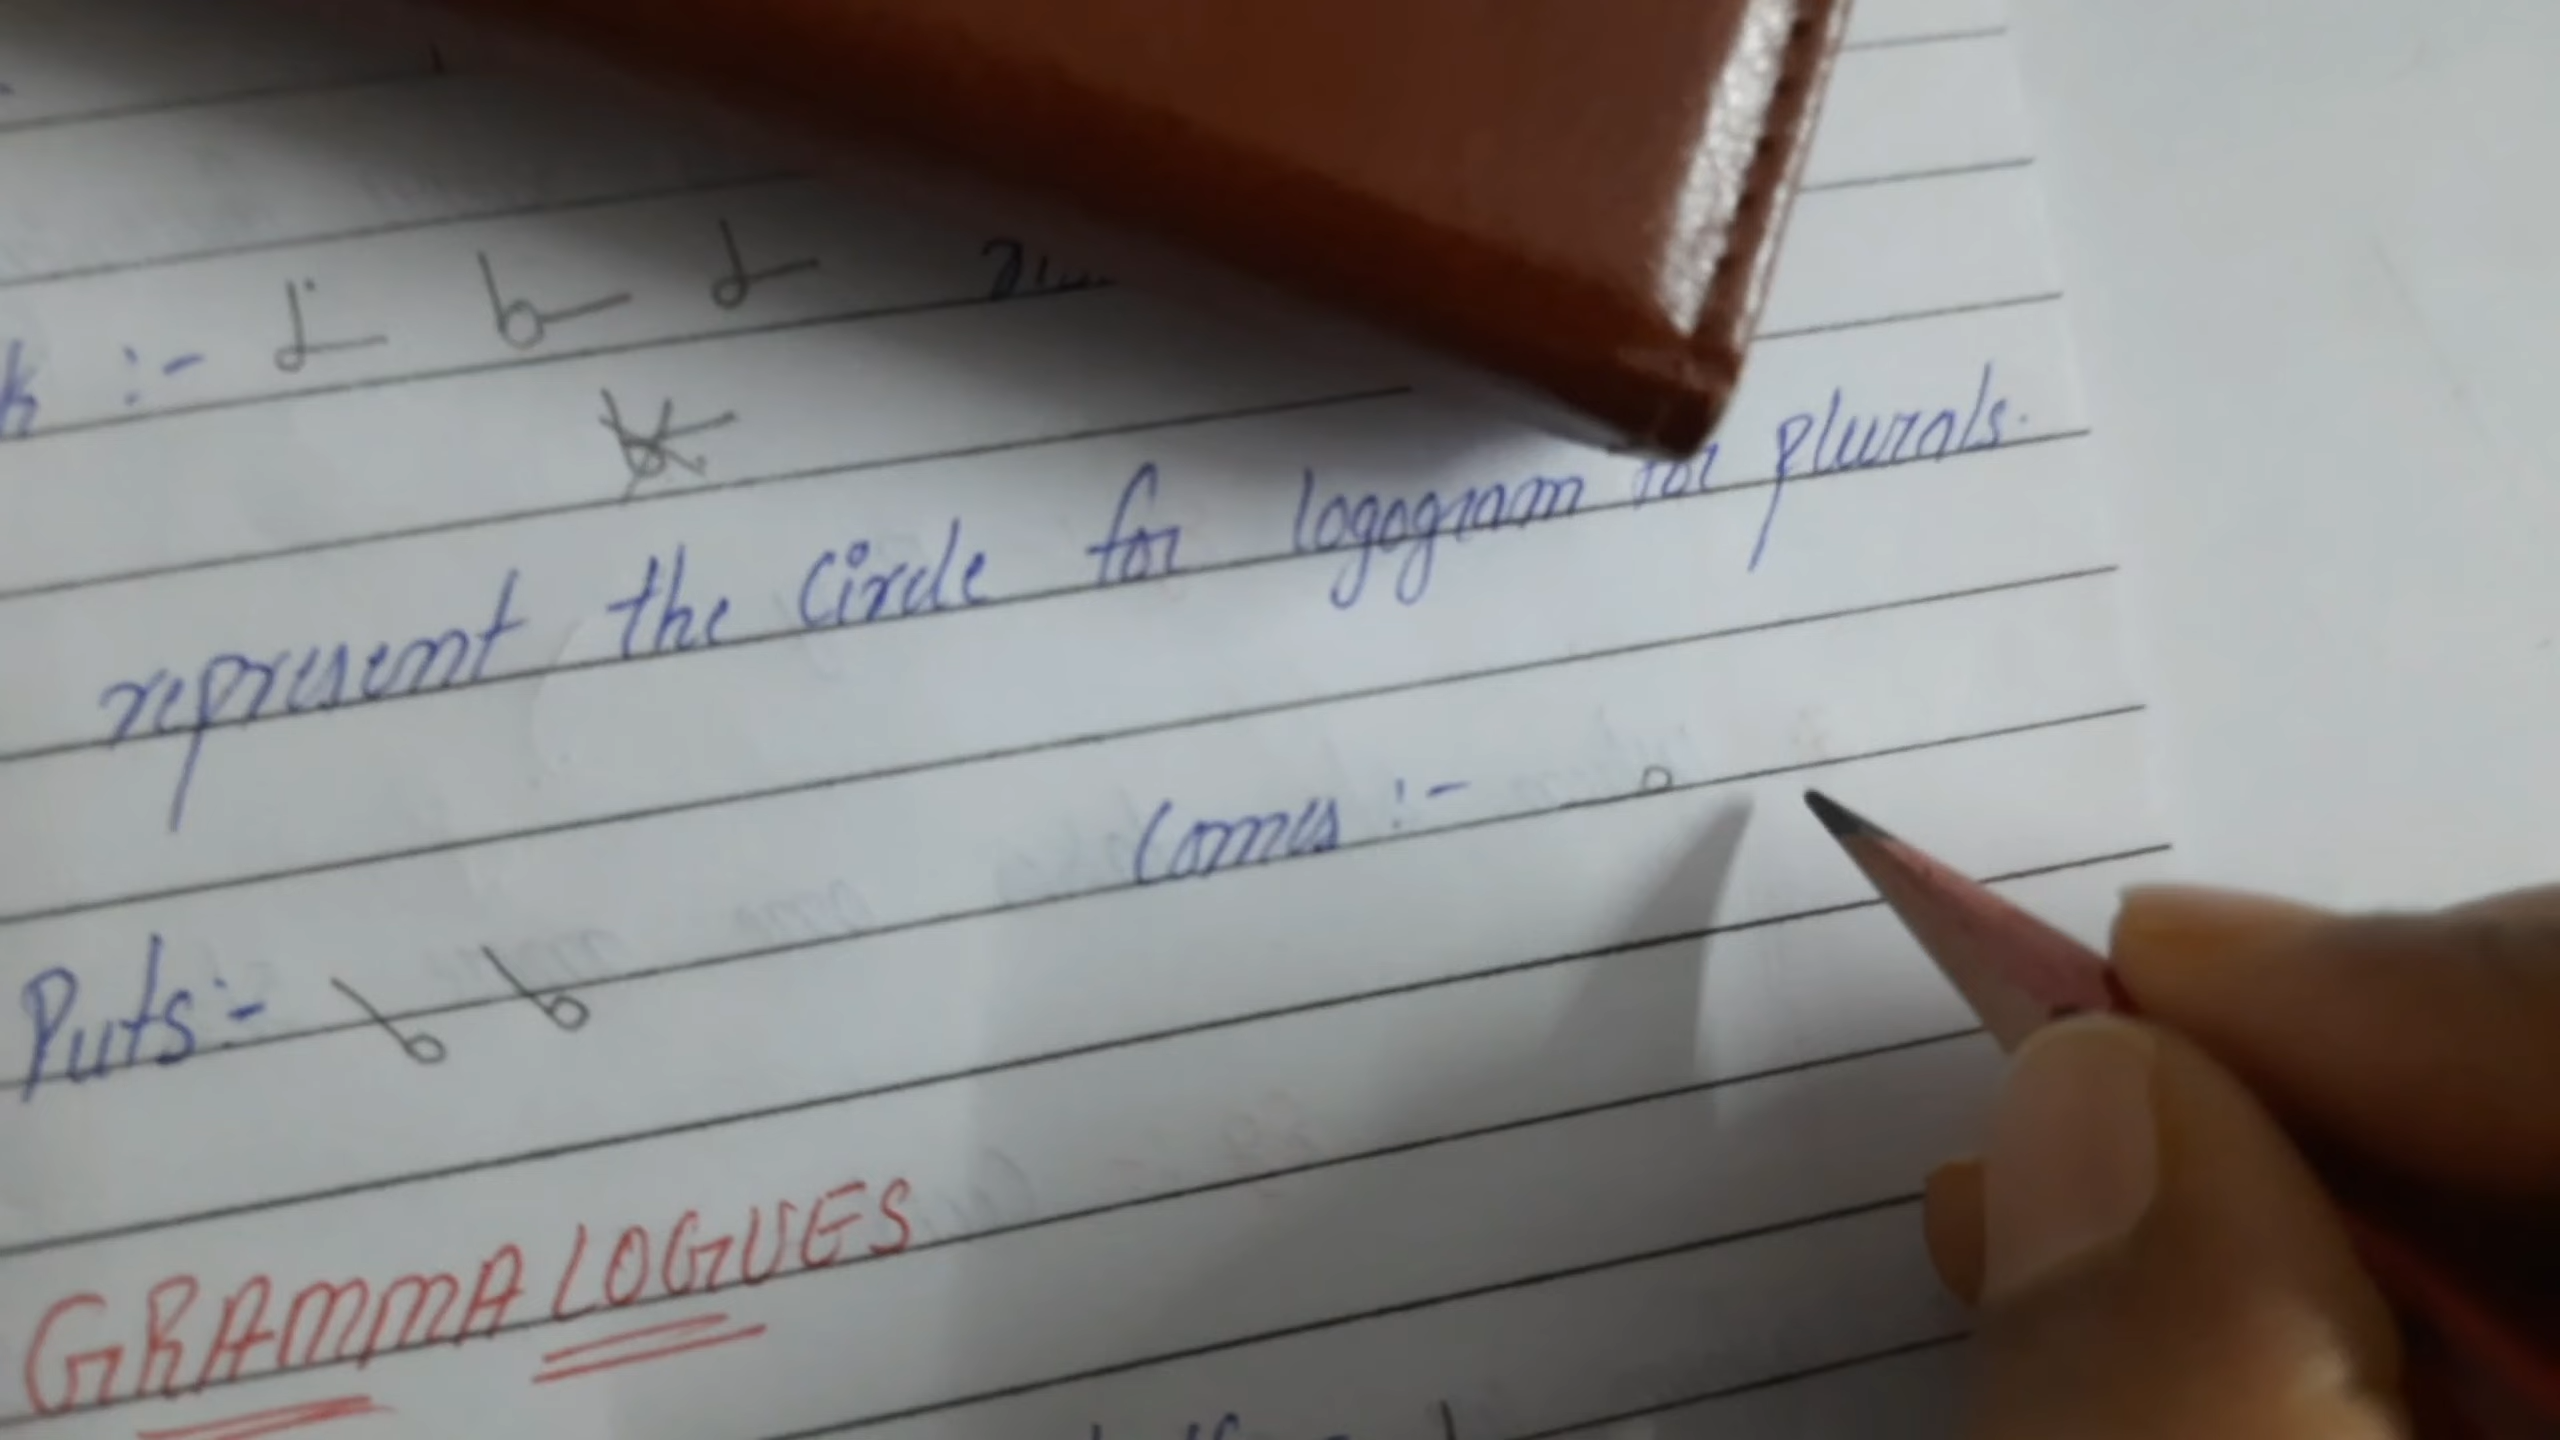 k :-
represent the Circle for logogram for plurals.
Comes :-
Puts :-
GRAMMALOGUES